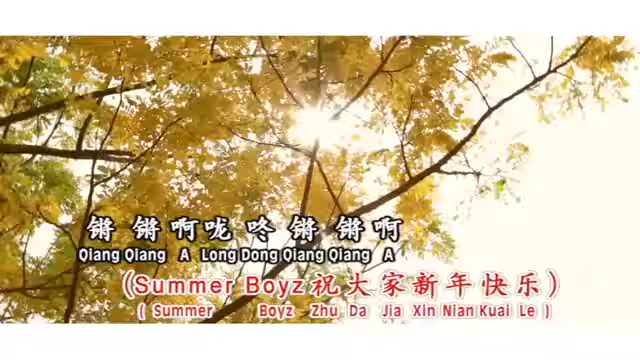 锵 锵 啊咙 咚 锵 锵 啊
Qiang Qiang A Long Dong Qiang Qiang A
(Summer Boyz 祝 大 家 新 年 快 乐)
( Summer Boyz Zhu Da Jia Xin Nian Kuai Le )